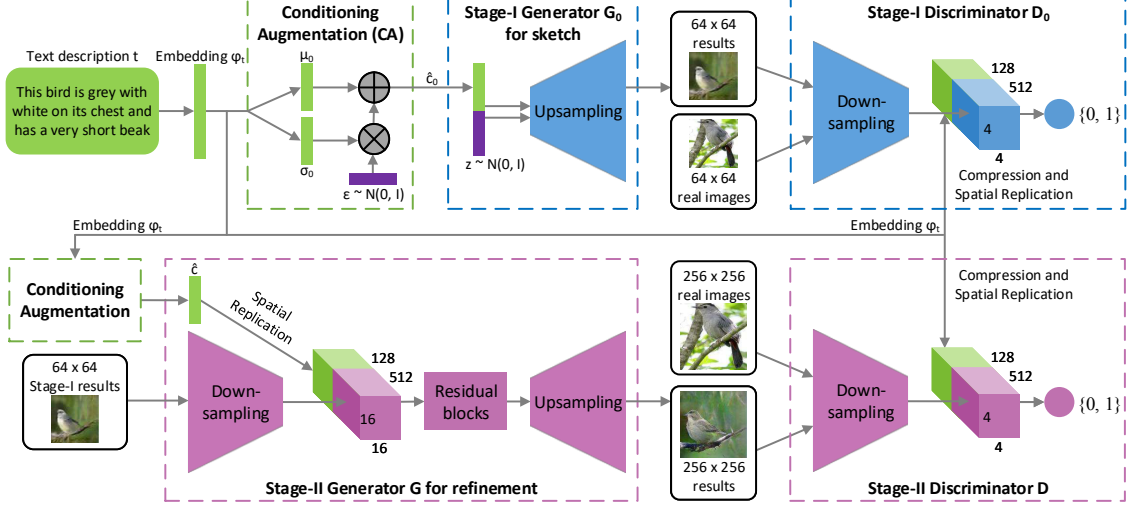 Conditioning
Augmentation (CA)
Stage-I Generator G₀
for sketch
Stage-I Discriminator D₀
Text description t
Embedding φₜ
This bird is grey with
white on its chest and
has a very short beak
μ₀
σ₀
ε ~ N(0, I)
ĉ₀
z ~ N(0, I)
Upsampling
64 x 64
results
64 x 64
real images
Down-
sampling
128
512
4
4
{0, 1}
Compression and
Spatial Replication
Embedding φₜ
Embedding φₜ
Conditioning
Augmentation
ĉ
Spatial
Replication
64 x 64
Stage-I results
Down-
sampling
128
512
16
16
Residual
blocks
Upsampling
Stage-II Generator G for refinement
256 x 256
real images
256 x 256
results
Compression and
Spatial Replication
Down-
sampling
128
512
4
4
{0, 1}
Stage-II Discriminator D